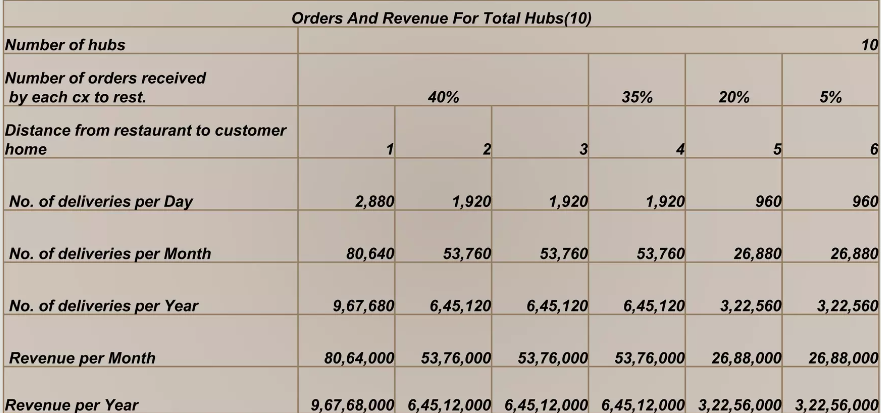 Orders And Revenue For Total Hubs(10)
Number of hubs 10
Number of orders received
by each cx to rest. 40% 35% 20% 5%
Distance from restaurant to customer
home 1 2 3 4 5 6
No. of deliveries per Day 2,880 1,920 1,920 1,920 960 960
No. of deliveries per Month 80,640 53,760 53,760 53,760 26,880 26,880
No. of deliveries per Year 9,67,680 6,45,120 6,45,120 6,45,120 3,22,560 3,22,560
Revenue per Month 80,64,000 53,76,000 53,76,000 53,76,000 26,88,000 26,88,000
Revenue per Year 9,67,68,000 6,45,12,000 6,45,12,000 6,45,12,000 3,22,56,000 3,22,56,000